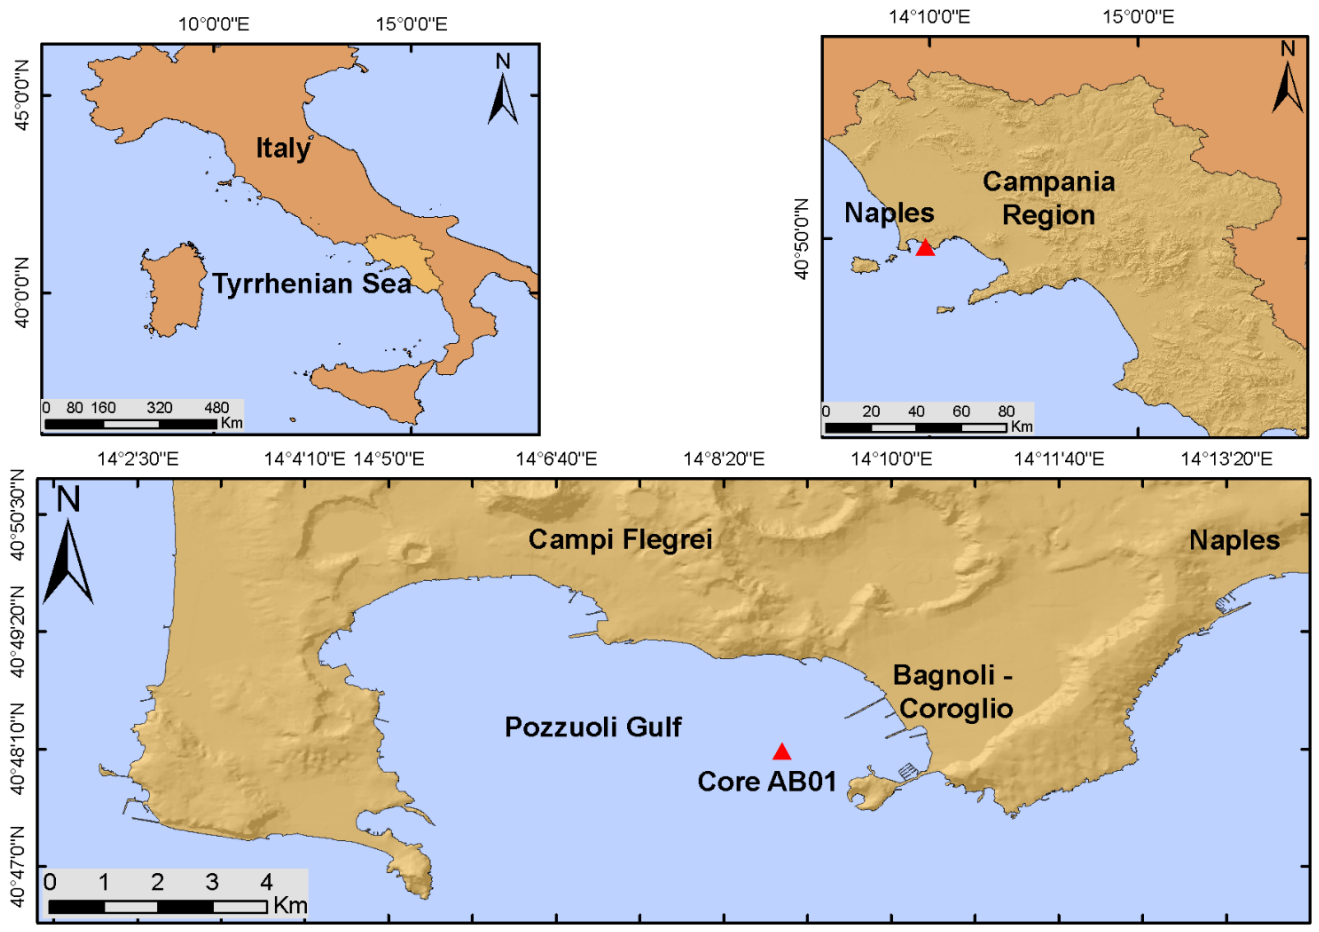 10°0'0"E 15°0'0"E
45°0'0"N
40°0'0"N
N
Italy
Tyrrhenian Sea
0 80 160 320 480
Km
14°10'0"E 15°0'0"E
40°50'0"N
N
Campania
Region
Naples
0 20 40 60 80
Km
14°2'30"E 14°4'10"E 14°5'0"E 14°6'40"E 14°8'20"E 14°10'0"E 14°11'40"E 14°13'20"E
40°50'30"N
40°49'20"N
40°48'10"N
40°47'0"N
N
Campi Flegrei
Naples
Bagnoli -
Coroglio
Pozzuoli Gulf
Core AB01
0 1 2 3 4
Km